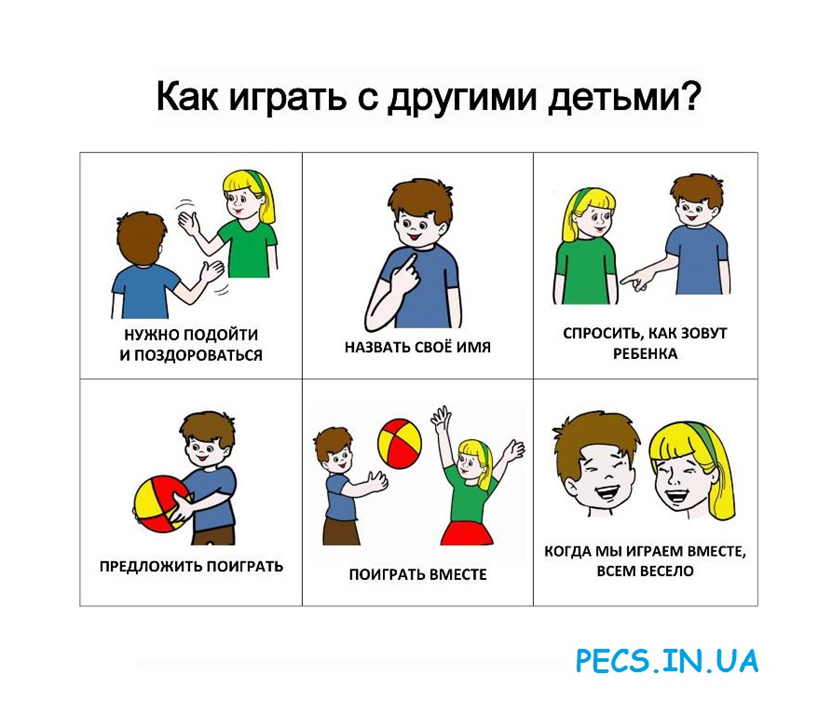 Как играть с другими детьми?
НУЖНО ПОДОЙТИ
И ПОЗДОРОВАТЬСЯ
НАЗВАТЬ СВОЁ ИМЯ
СПРОСИТЬ, КАК ЗОВУТ
РЕБЕНКА
ПРЕДЛОЖИТЬ ПОИГРАТЬ
ПОИГРАТЬ ВМЕСТЕ
КОГДА МЫ ИГРАЕМ ВМЕСТЕ,
ВСЕМ ВЕСЕЛО
PECS.IN.UA